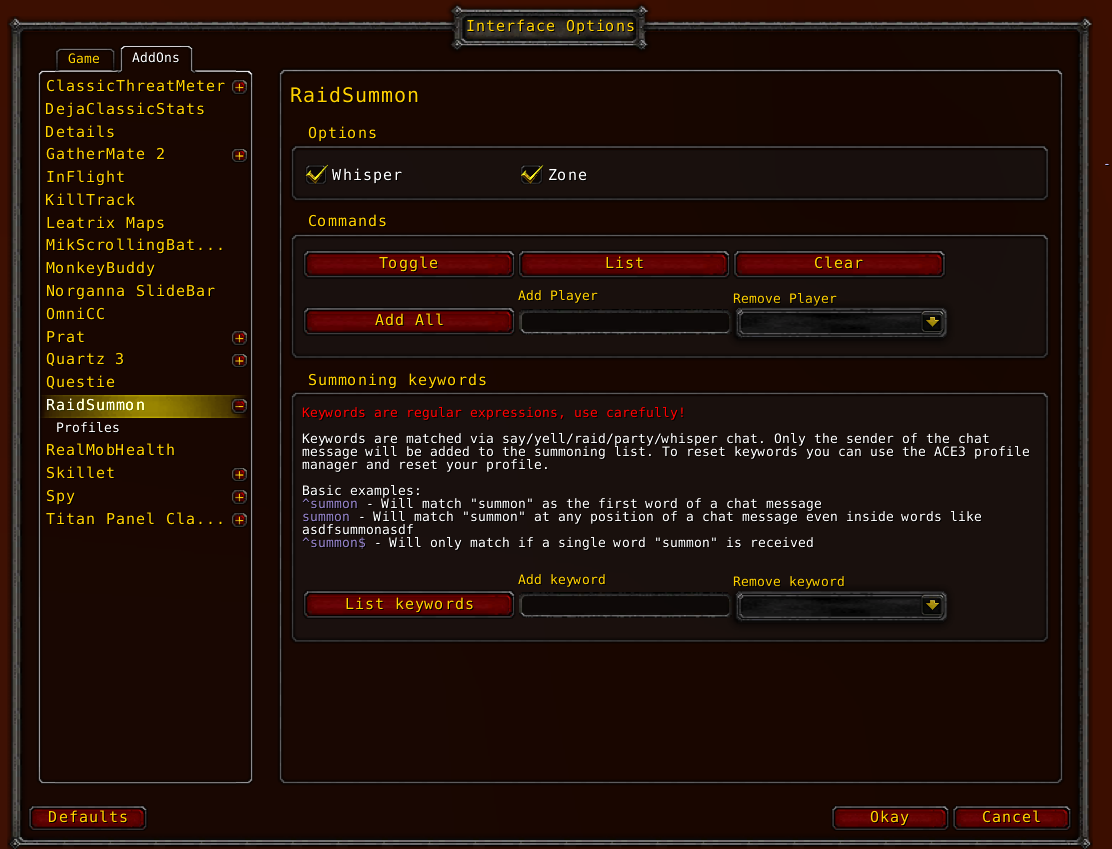 Interface Options
Game
AddOns
ClassicThreatMeter
DejaClassicStats
Details
GatherMate 2
InFlight
KillTrack
Leatrix Maps
MikScrollingBat...
MonkeyBuddy
Norganna SlideBar
OmniCC
Prat
Quartz 3
Questie
RaidSummon
Profiles
RealMobHealth
Skillet
Spy
Titan Panel Cla...
RaidSummon
Options
Whisper
Zone
Commands
Toggle
List
Clear
Add All
Add Player
Remove Player
Summoning keywords
Keywords are regular expressions, use carefully!
Keywords are matched via say/yell/raid/party/whisper chat. Only the sender of the chat
message will be added to the summoning list. To reset keywords you can use the ACE3 profile
manager and reset your profile.
Basic examples:
^summon - Will match "summon" as the first word of a chat message
summon - Will match "summon" at any position of a chat message even inside words like
asdfsummonasdf
^summon$ - Will only match if a single word "summon" is received
List keywords
Add keyword
Remove keyword
Defaults
Okay
Cancel